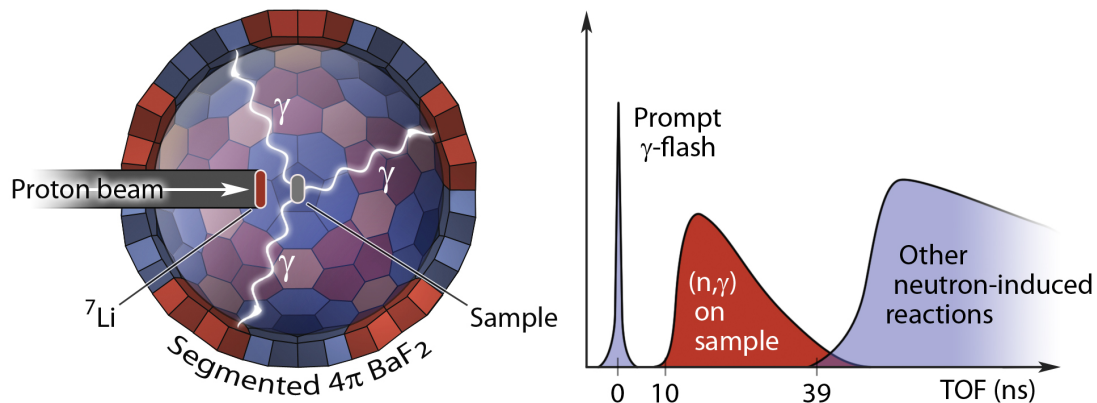 Proton beam
γ
γ
γ
⁷Li
Sample
Segmented 4π BaF₂
Prompt
γ-flash
(n,γ)
on
sample
Other
neutron-induced
reactions
0
10
39
TOF (ns)